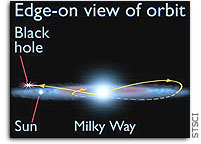 Edge-on view of orbit
Black
hole
Sun
Milky Way
STSCI